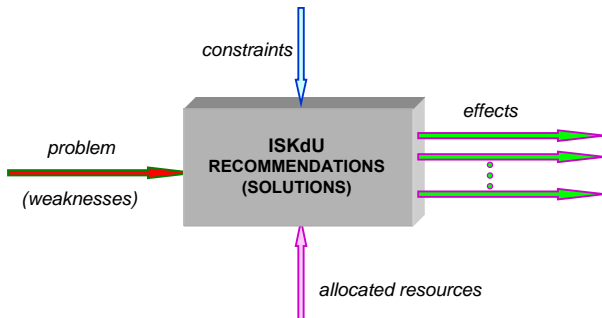 constraints
effects
ISKdU
RECOMMENDATIONS
(SOLUTIONS)
problem
(weaknesses)
allocated resources